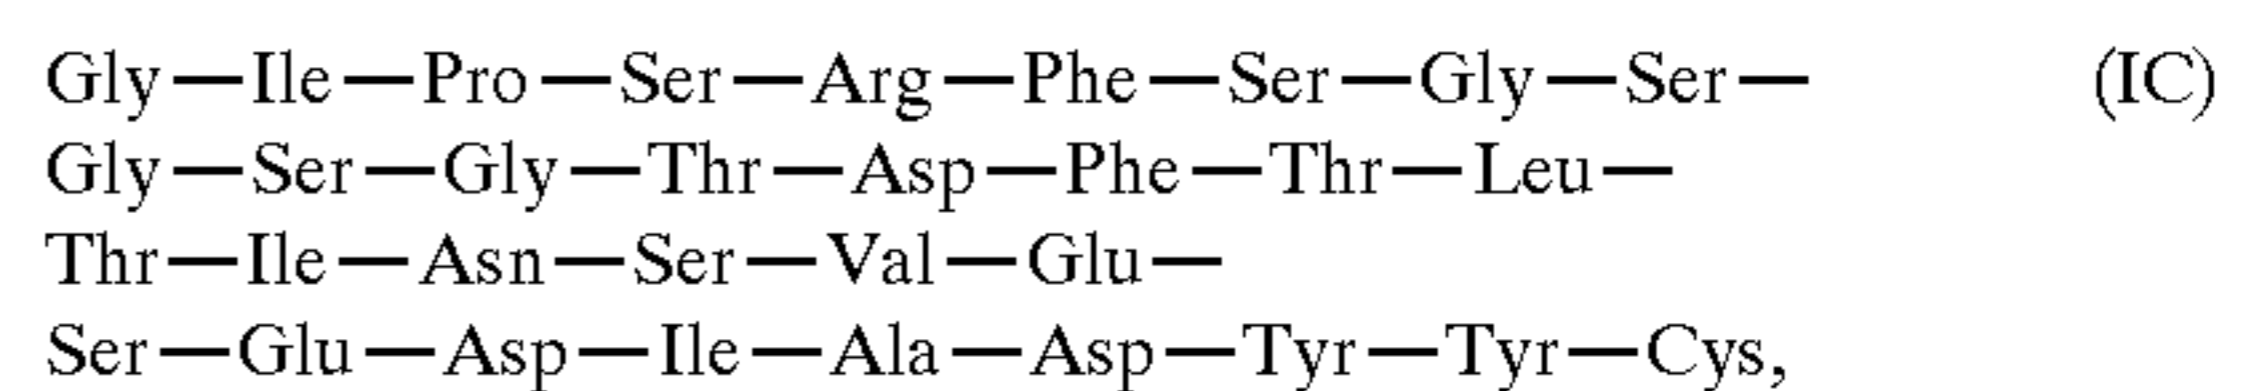 Gly—Ile—Pro—Ser—Arg—Phe—Ser—Gly—Ser— (IC)
Gly—Ser—Gly—Thr—Asp—Phe—Thr—Leu—
Thr—Ile—Asn—Ser—Val—Glu—
Ser—Glu—Asp—Ile—Ala—Asp—Tyr—Tyr—Cys,